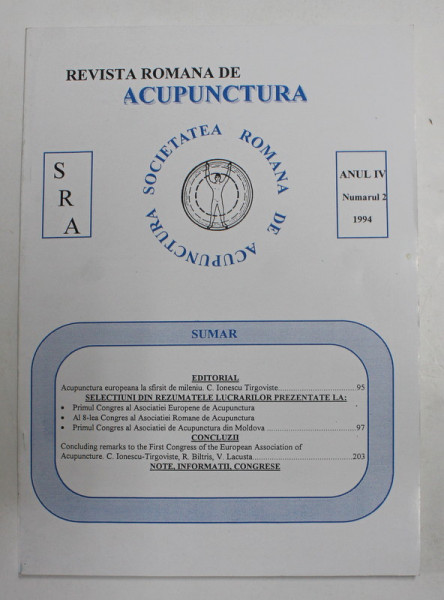 REVISTA ROMANA DE
ACUPUNCTURA
SOCIETATEA ROMANA DE ACUPUNCTURA
S
R
A
ANUL IV
Numarul 2
1994
SUMAR
EDITORIAL
Acupunctura europeana la sfirsit de mileniu. C. Ionescu Tirgoviste..................................95
SELECTIUNI DIN REZUMATELE LUCRARILOR PREZENTATE LA:
• Primul Congres al Asociatiei Europene de Acupunctura
• Al 8-lea Congres al Asociatiei Romane de Acupunctura
• Primul Congres al Asociatiei de Acupunctura din Moldova ..................................97
CONCLUZII
Concluding remarks to the First Congress of the European Association of
Acupuncture. C. Ionescu-Tirgoviste, R. Biltris, V. Lacusta..................................203
NOTE, INFORMATII, CONGRESE